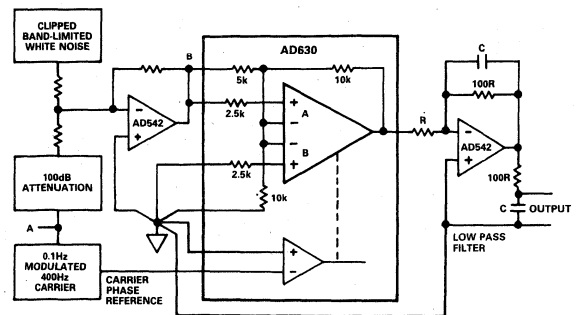 CLIPPED
BAND-LIMITED
WHITE NOISE
AD630
B
5k
10k
C
100R
AD542
2.5k
A
B
2.5k
10k
R
AD542
100R
C
OUTPUT
100dB
ATTENUATION
A
0.1Hz
MODULATED
400Hz
CARRIER
CARRIER
PHASE
REFERENCE
LOW PASS
FILTER